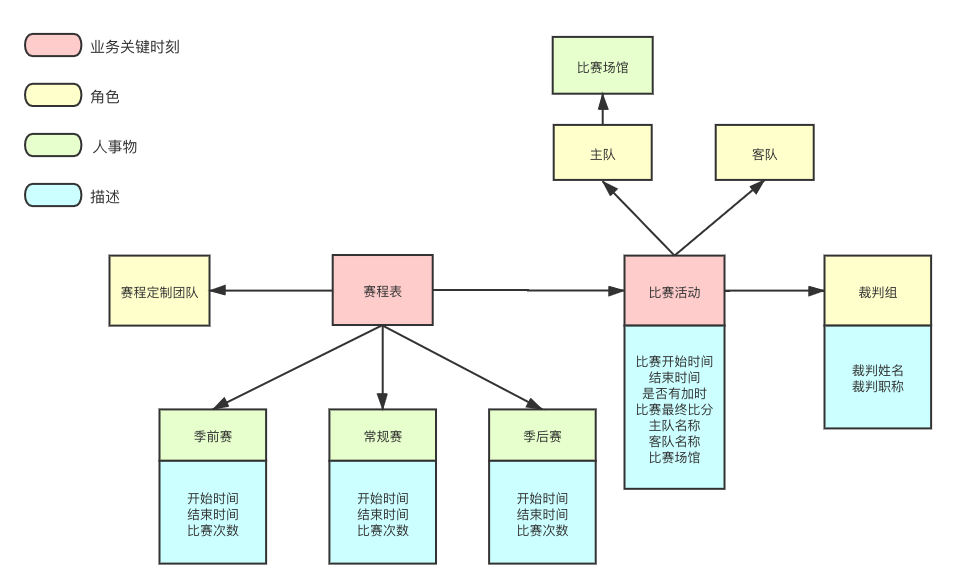 业务关键时刻
角色
人事物
描述
比赛场馆
主队
客队
赛程定制团队
赛程表
比赛活动
裁判组
比赛开始时间
结束时间
是否有加时
比赛最终比分
主队名称
客队名称
比赛场馆
裁判姓名
裁判职称
季前赛
常规赛
季后赛
开始时间
结束时间
比赛次数
开始时间
结束时间
比赛次数
开始时间
结束时间
比赛次数